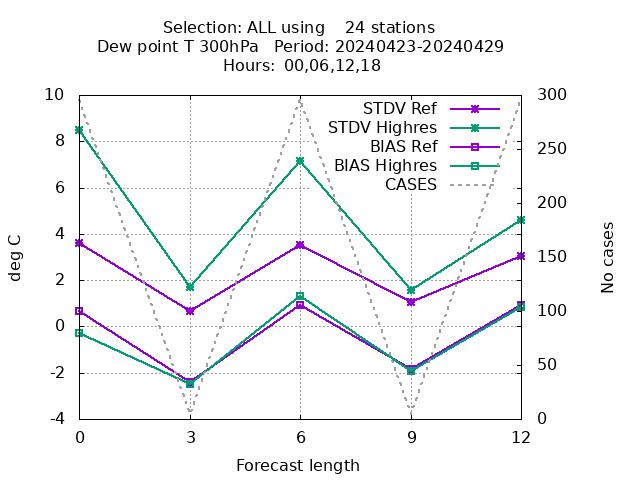 Selection: ALL using    24 stations
Dew point T 300hPa   Period: 20240423-20240429
Hours: 00,06,12,18
10
8
6
4
2
0
-2
-4
300
250
200
150
100
50
0
STDV Ref
STDV Highres
BIAS Ref
BIAS Highres
CASES
deg C
No cases
0
3
6
9
12
Forecast length